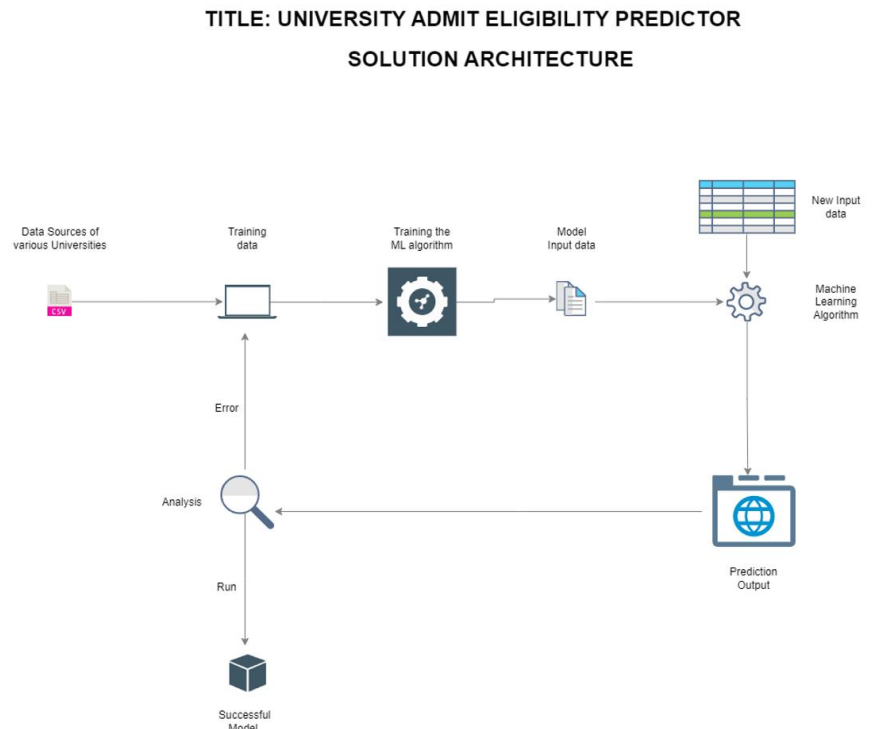 TITLE: UNIVERSITY ADMIT ELIGIBILITY PREDICTOR
SOLUTION ARCHITECTURE
New Input
data
Data Sources of
various Universities
Training
data
Training the
ML algorithm
Model
Input data
CSV
Machine
Learning
Algorithm
Error
Analysis
Prediction
Output
Run
Successful
Model